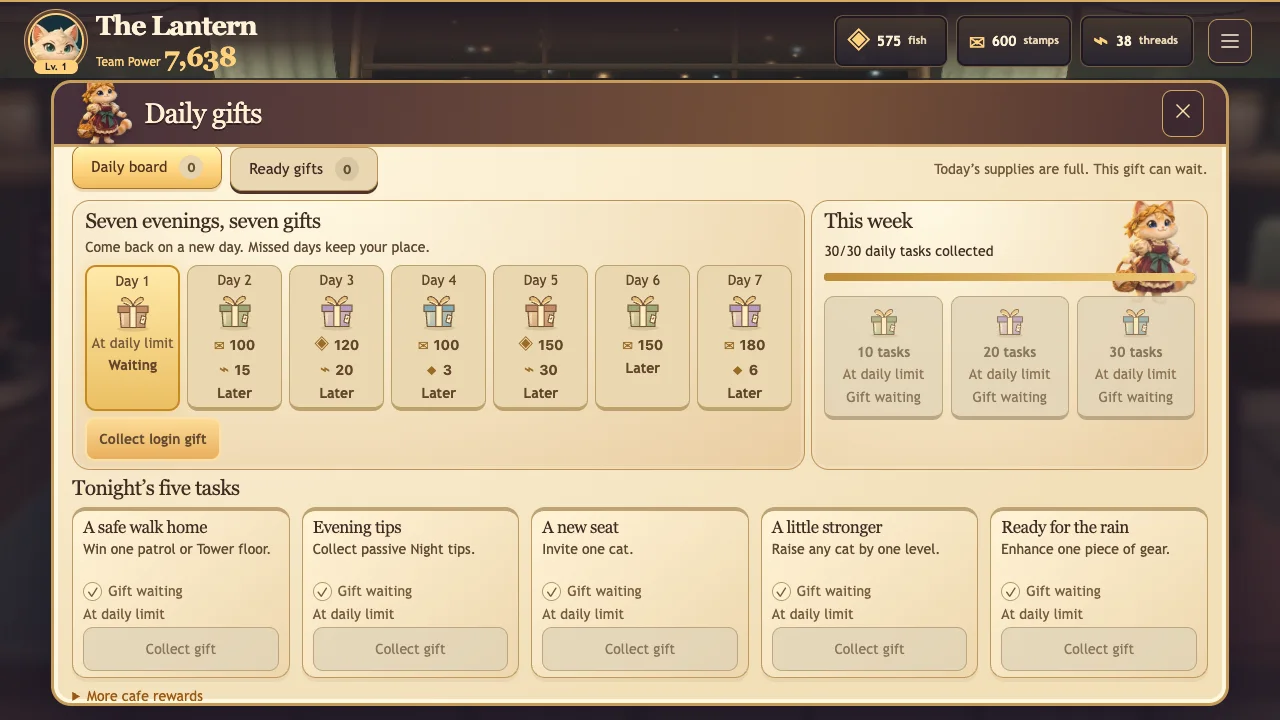 The Lantern
Team Power 7,638
Lv. 1
575 fish
600 stamps
38 threads
Daily gifts
Daily board 0
Ready gifts 0
Today's supplies are full. This gift can wait.
Seven evenings, seven gifts
Come back on a new day. Missed days keep your place.
Day 1
At daily limit
Waiting
Day 2
100
15
Later
Day 3
120
20
Later
Day 4
100
3
Later
Day 5
150
30
Later
Day 6
150
Later
Day 7
180
6
Later
Collect login gift
This week
30/30 daily tasks collected
10 tasks
At daily limit
Gift waiting
20 tasks
At daily limit
Gift waiting
30 tasks
At daily limit
Gift waiting
Tonight's five tasks
A safe walk home
Win one patrol or Tower floor.
Gift waiting
At daily limit
Collect gift
Evening tips
Collect passive Night tips.
Gift waiting
At daily limit
Collect gift
A new seat
Invite one cat.
Gift waiting
At daily limit
Collect gift
A little stronger
Raise any cat by one level.
Gift waiting
At daily limit
Collect gift
Ready for the rain
Enhance one piece of gear.
Gift waiting
At daily limit
Collect gift
More cafe rewards